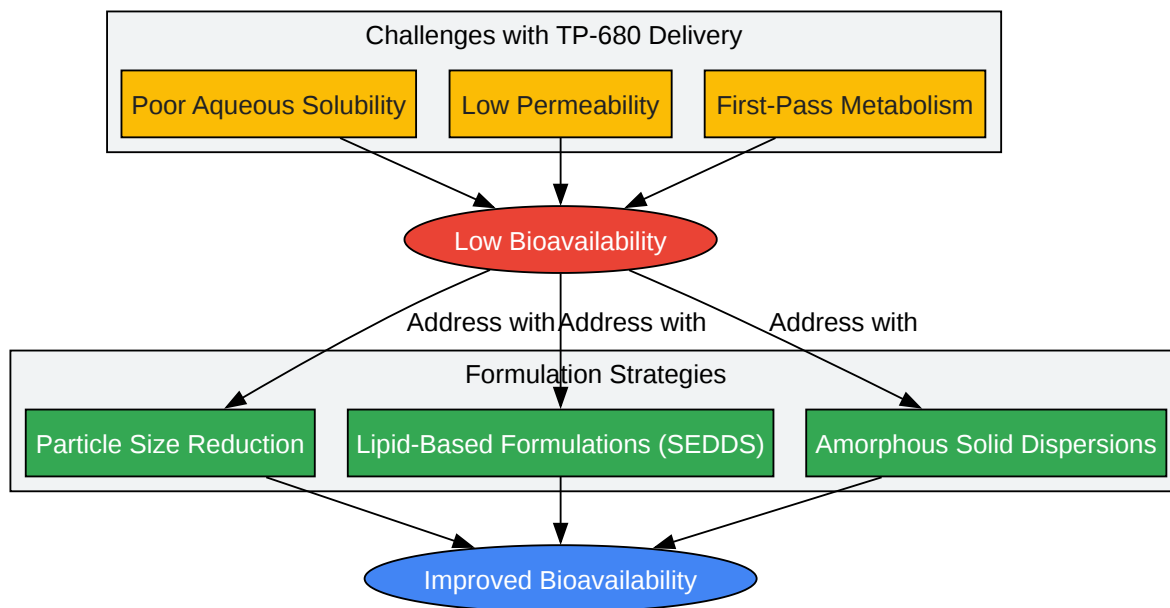 Challenges with TP-680 Delivery
Poor Aqueous Solubility
Low Permeability
First-Pass Metabolism
Low Bioavailability
Address with
Address with
Address with
Formulation Strategies
Particle Size Reduction
Lipid-Based Formulations (SEDDS)
Amorphous Solid Dispersions
Improved Bioavailability